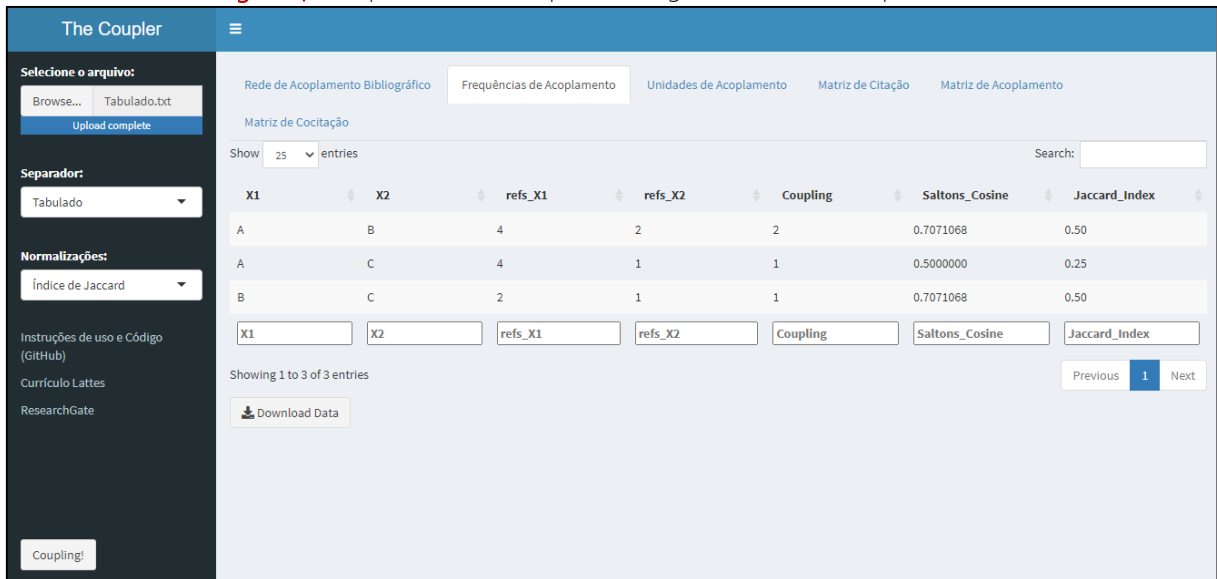 The Coupler
Selecione o arquivo:
Browse... Tabulado.txt
Upload complete
Separador:
Tabulado
Normalizações:
Índice de Jaccard
Instruções de uso e Código
(GitHub)
Currículo Lattes
ResearchGate
Coupling!
Rede de Acoplamento Bibliográfico Frequências de Acoplamento Unidades de Acoplamento Matriz de Citação Matriz de Acoplamento
Matriz de Cocitação
Show 25 entries Search:
X1 X2 refs_X1 refs_X2 Coupling Saltons_Cosine Jaccard_Index
A B 4 2 2 0.7071068 0.50
A C 4 1 1 0.5000000 0.25
B C 2 1 1 0.7071068 0.50
X1 X2 refs_X1 refs_X2 Coupling Saltons_Cosine Jaccard_Index
Showing 1 to 3 of 3 entries Previous 1 Next
Download Data